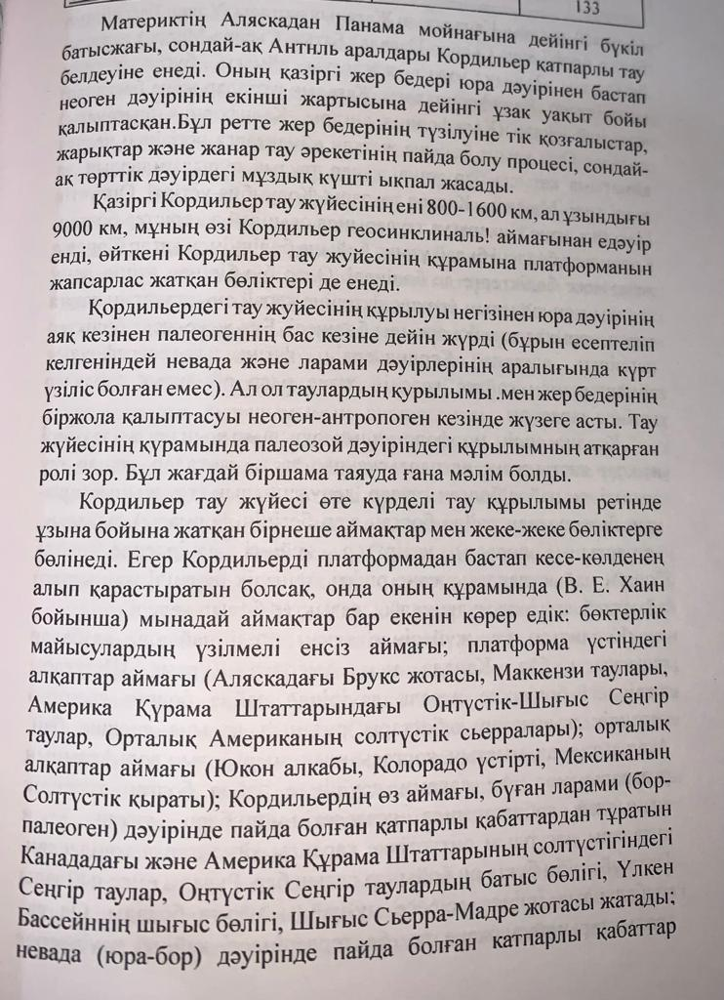 133
Материктің Аляскадан Панама мойнағына дейінгі бүкіл
батысжағы, сондай-ақ Антнль аралдары Кордильер қатпарлы тау
белдеуіне енеді. Оның қазіргі жер бедері юра дәуірінен бастап
неоген дәуірінің екінші жартысына дейінгі ұзак уақыт бойы
қалыптасқан.Бұл ретте жер бедерінің түзілуіне тік қозғалыстар,
жарықтар және жанар тау әрекетінің пайда болу процесі, сондай-
ақ төрттік дәуірдегі мұздық күшті ықпал жасады.
Қазіргі Кордильер тау жүйесінің ені 800-1600 км, ал ұзындығы
9000 км, мұның өзі Кордильер геосинклиналь! аймағынан едәуір
енді, өйткені Кордильер тау жуйесінің құрамына платформанын
жапсарлас жатқан бөліктері де енеді.
Қордильердегі тау жуйесінің құрылуы негізінен юра дәуірінің
аяқ кезінен палеогеннің бас кезіне дейін жүрді (бұрын есептеліп
келгеніндей невада және ларами дәуірлерінің аралығында күрт
үзіліс болған емес). Ал ол таулардың қурылымы .мен жер бедерінің
біржола қалыптасуы неоген-антропоген кезінде жүзеге асты. Тау
жүйесінің күрамында палеозой дәуіріндегі құрылымның атқарған
ролі зор. Бұл жағдай біршама таяуда ғана мәлім болды.
Кордильер тау жүйесі өте күрделі тау құрылымы ретінде
ұзына бойына жатқан бірнеше аймақтар мен жеке-жеке бөліктерге
бөлінеді. Егер Кордильерді платформадан бастап кесе-көлденең
алып қарастыратын болсақ, онда оның құрамында (В. Е. Хаин
бойынша) мынадай аймақтар бар екенін көрер едік: бөктерлік
майысулардың үзілмелі енсіз аймағы; платформа үстіндегі
алқаптар аймағы (Аляскадағы Брукс жотасы, Маккензи таулары,
Америка Құрама Штаттарындағы Оңтүстік-Шығыс Сеңгір
таулар, Орталық Американың солтүстік сьерралары); орталық
алқаптар аймағы (Юкон алкабы, Колорадо үстірті, Мексиканың
Солтүстік қыраты); Кордильердің өз аймағы, бұған ларами (бор-
палеоген) дәуірінде пайда болған қатпарлы қабаттардан тұратын
Канададағы және Америка Құрама Штаттарының солтүстігіндегі
Сеңгір таулар, Оңтүстік Сеңгір таулардың батыс бөлігі, Үлкен
Бассейннің шығыс бөлігі, Шығыс Сьерра-Мадре жотасы жатады;
невада (юра-бор) дәуірінде пайда болған катпарлы қабаттар